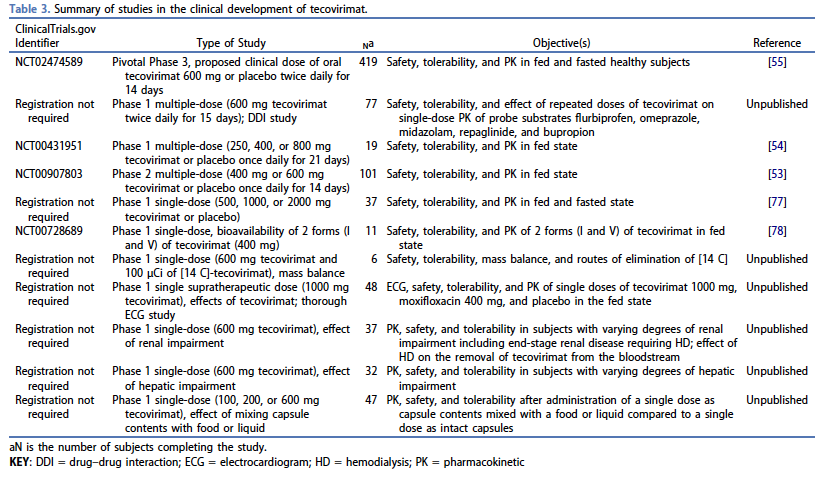 Table 3. Summary of studies in the clinical development of tecovirimat.
ClinicalTrials.gov
Identifier Type of Study Na Objective(s) Reference
NCT02474589 Pivotal Phase 3, proposed clinical dose of oral 419 Safety, tolerability, and PK in fed and fasted healthy subjects [55]
tecovirimat 600 mg or placebo twice daily for
14 days
Registration not Phase 1 multiple-dose (600 mg tecovirimat 77 Safety, tolerability, and effect of repeated doses of tecovirimat on Unpublished
required twice daily for 15 days); DDI study single-dose PK of probe substrates flurbiprofen, omeprazole,
midazolam, repaglinide, and bupropion
NCT00431951 Phase 1 multiple-dose (250, 400, or 800 mg 19 Safety, tolerability, and PK in fed state [54]
tecovirimat or placebo once daily for 21 days)
NCT00907803 Phase 2 multiple-dose (400 mg or 600 mg 101 Safety, tolerability, and PK in fed state [53]
tecovirimat or placebo once daily for 14 days)
Registration not Phase 1 single-dose (500, 1000, or 2000 mg 37 Safety, tolerability, and PK in fed and fasted state [77]
required tecovirimat or placebo)
NCT00728689 Phase 1 single-dose, bioavailability of 2 forms (I 11 Safety, tolerability, and PK of 2 forms (I and V) of tecovirimat in fed [78]
and V) of tecovirimat (400 mg) state
Registration not Phase 1 single-dose (600 mg tecovirimat and 6 Safety, tolerability, mass balance, and routes of elimination of [14 C] Unpublished
required 100 µCi of [14 C]-tecovirimat), mass balance
Registration not Phase 1 single supratherapeutic dose (1000 mg 48 ECG, safety, tolerability, and PK of single doses of tecovirimat 1000 mg, Unpublished
required tecovirimat), effects of tecovirimat; thorough moxifloxacin 400 mg, and placebo in the fed state
ECG study
Registration not Phase 1 single-dose (600 mg tecovirimat), effect 37 PK, safety, and tolerability in subjects with varying degrees of renal Unpublished
required of renal impairment impairment including end-stage renal disease requiring HD; effect of
HD on the removal of tecovirimat from the bloodstream
Registration not Phase 1 single-dose (600 mg tecovirimat), effect 32 PK, safety, and tolerability in subjects with varying degrees of hepatic Unpublished
required of hepatic impairment impairment
Registration not Phase 1 single-dose (100, 200, or 600 mg 47 PK, safety, and tolerability after administration of a single dose as Unpublished
required tecovirimat), effect of mixing capsule capsule contents mixed with a food or liquid compared to a single
contents with food or liquid dose as intact capsules
aN is the number of subjects completing the study.
KEY: DDI = drug–drug interaction; ECG = electrocardiogram; HD = hemodialysis; PK = pharmacokinetic